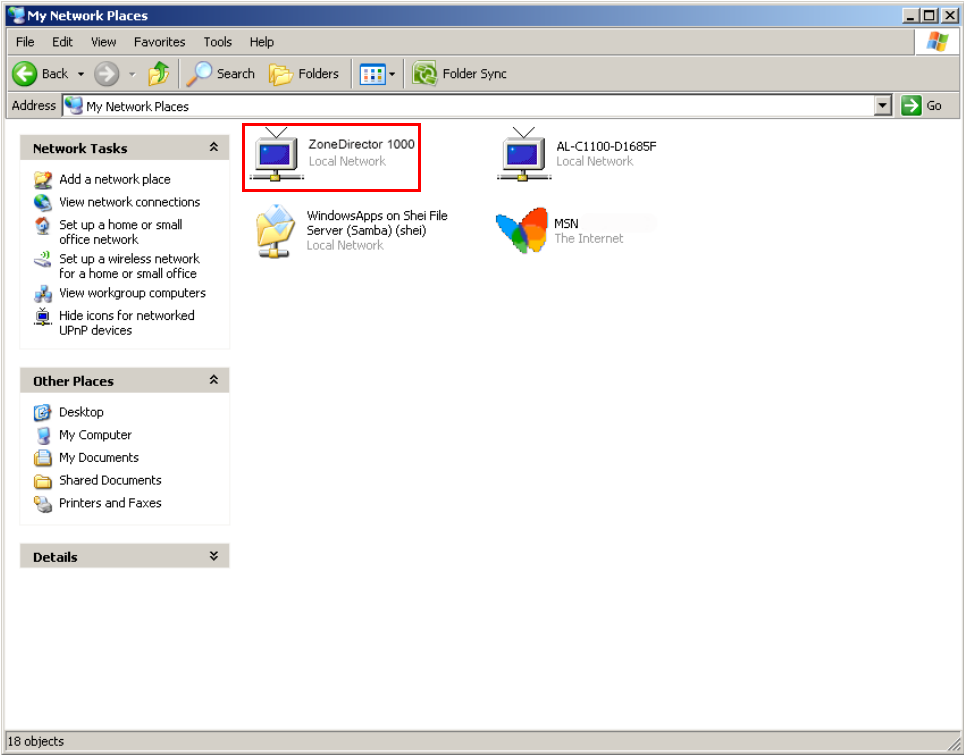 My Network Places
File Edit View Favorites Tools Help
Back Search Folders Folder Sync
Address My Network Places Go
Network Tasks
Add a network place
View network connections
Set up a home or small
office network
Set up a wireless network
for a home or small office
View workgroup computers
Hide icons for networked
UPnP devices
Other Places
Desktop
My Computer
My Documents
Shared Documents
Printers and Faxes
Details
ZoneDirector 1000
Local Network
AL-C1100-D1685F
Local Network
WindowsApps on Shei File
Server (Samba) (shei)
Local Network
MSN
The Internet
18 objects